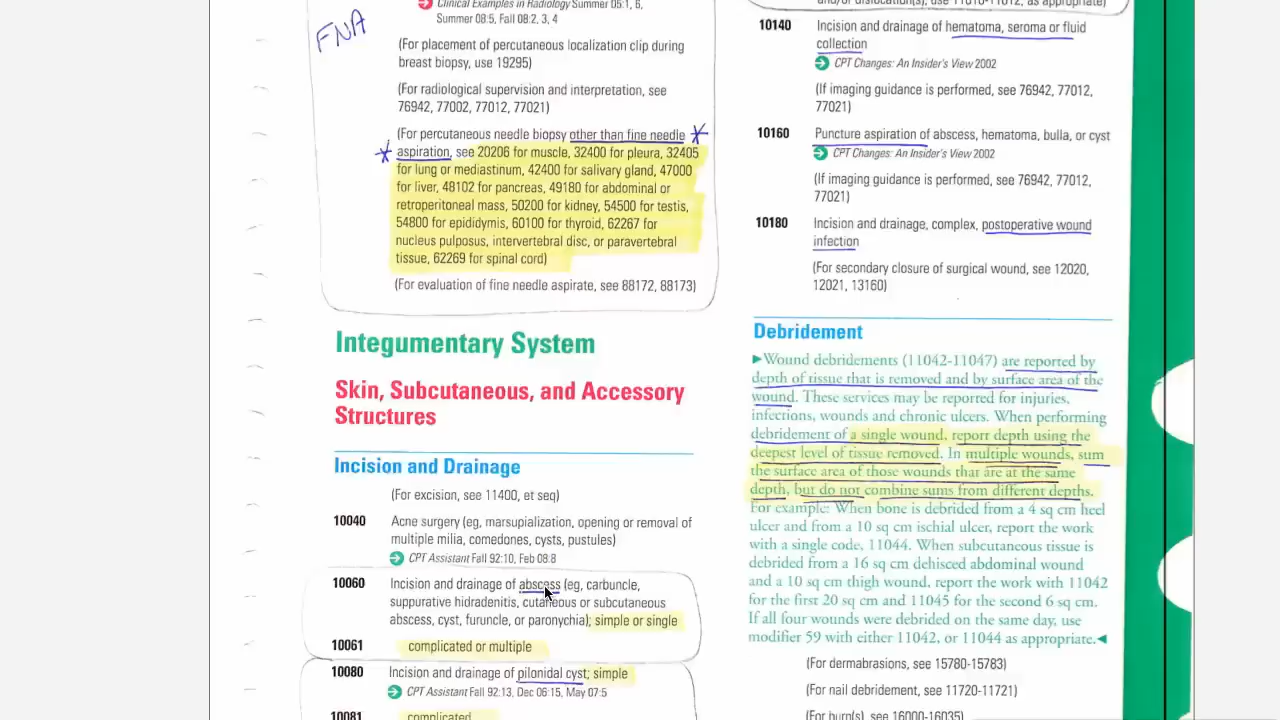 Clinical Examples in Radiology Summer 05:1, 6,
Summer 08:5, Fall 08:2, 3, 4
FNA
(For placement of percutaneous localization clip during
breast biopsy, use 19295)
(For radiological supervision and interpretation, see
76942, 77002, 77012, 77021)
(For percutaneous needle biopsy other than fine needle
aspiration, see 20206 for muscle, 32400 for pleura, 32405
for lung or mediastinum, 42400 for salivary gland, 47000
for liver, 48102 for pancreas, 49180 for abdominal or
retroperitoneal mass, 50200 for kidney, 54500 for testis,
54800 for epididymis, 60100 for thyroid, 62267 for
nucleus pulposus, intervertebral disc, or paravertebral
tissue, 62269 for spinal cord)
(For evaluation of fine needle aspirate, see 88172, 88173)
Integumentary System
Skin, Subcutaneous, and Accessory
Structures
Incision and Drainage
(For excision, see 11400, et seq)
10040 Acne surgery (eg, marsupialization, opening or removal of
multiple milia, comedones, cysts, pustules)
CPT Assistant Fall 92:10, Feb 08:8
10060 Incision and drainage of abscess (eg, carbuncle,
suppurative hidradenitis, cutaneous or subcutaneous
abscess, cyst, furuncle, or paronychia); simple or single
10061 complicated or multiple
10080 Incision and drainage of pilonidal cyst; simple
CPT Assistant Fall 92:13, Dec 06:15, May 07:5
10081 complicated
and/or dislocation(s), use 11010-11012, as appropriate)
10140 Incision and drainage of hematoma, seroma or fluid
collection
CPT Changes: An Insider's View 2002
(If imaging guidance is performed, see 76942, 77012,
77021)
10160 Puncture aspiration of abscess, hematoma, bulla, or cyst
CPT Changes: An Insider's View 2002
(If imaging guidance is performed, see 76942, 77012,
77021)
10180 Incision and drainage, complex, postoperative wound
infection
(For secondary closure of surgical wound, see 12020,
12021, 13160)
Debridement
►Wound debridements (11042-11047) are reported by
depth of tissue that is removed and by surface area of the
wound. These services may be reported for injuries,
infections, wounds and chronic ulcers. When performing
debridement of a single wound, report depth using the
deepest level of tissue removed. In multiple wounds, sum
the surface area of those wounds that are at the same
depth, but do not combine sums from different depths.
For example: When bone is debrided from a 4 sq cm heel
ulcer and from a 10 sq cm ischial ulcer, report the work
with a single code, 11044. When subcutaneous tissue is
debrided from a 16 sq cm dehisced abdominal wound
and a 10 sq cm thigh wound, report the work with 11042
for the first 20 sq cm and 11045 for the second 6 sq cm.
If all four wounds were debrided on the same day, use
modifier 59 with either 11042, or 11044 as appropriate.◄
(For dermabrasions, see 15780-15783)
(For nail debridement, see 11720-11721)
(For burn(s), see 16000-16035)